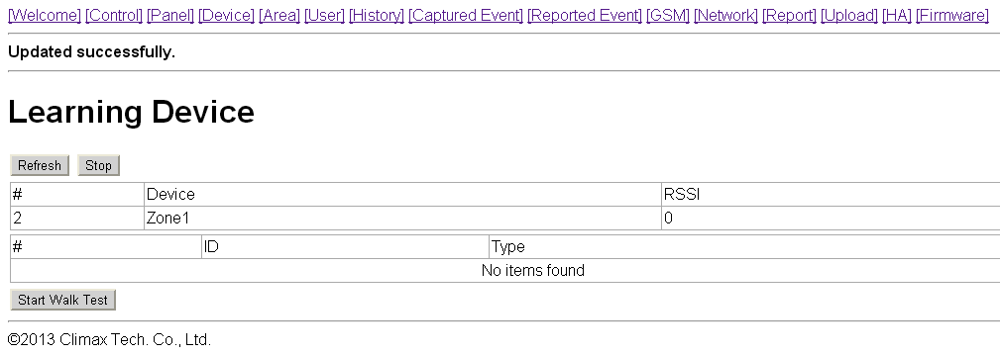 [Welcome] [Control] [Panel] [Device] [Area] [User] [History] [Captured Event] [Reported Event] [GSM] [Network] [Report] [Upload] [HA] [Firmware]
Updated successfully.
Learning Device
Refresh Stop
# Device RSSI
2 Zone1 0
# ID Type
No items found
Start Walk Test
©2013 Climax Tech. Co., Ltd.